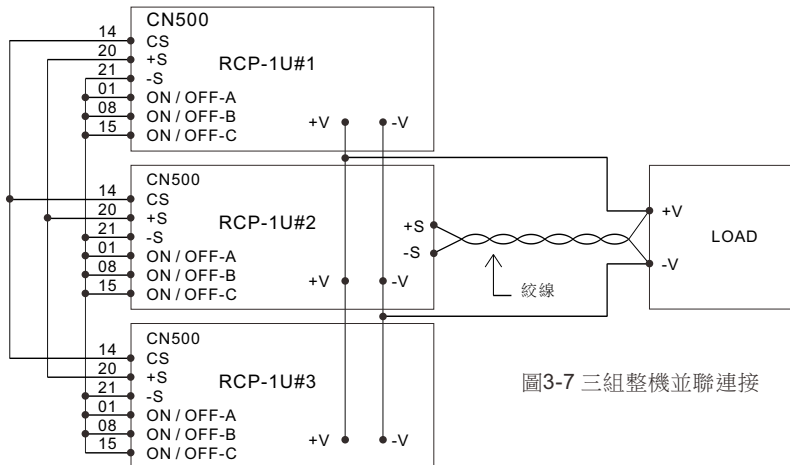 CN500
14 CS
20 +S
21 -S
01 ON / OFF-A
08 ON / OFF-B
15 ON / OFF-C
RCP-1U#1
+V -V
CN500
14 CS
20 +S
21 -S
01 ON / OFF-A
08 ON / OFF-B
15 ON / OFF-C
RCP-1U#2
+S
-S
+V -V
絞線
+V
-V
LOAD
CN500
14 CS
20 +S
21 -S
01 ON / OFF-A
08 ON / OFF-B
15 ON / OFF-C
RCP-1U#3
+V -V
圖3-7 三組整機並聯連接